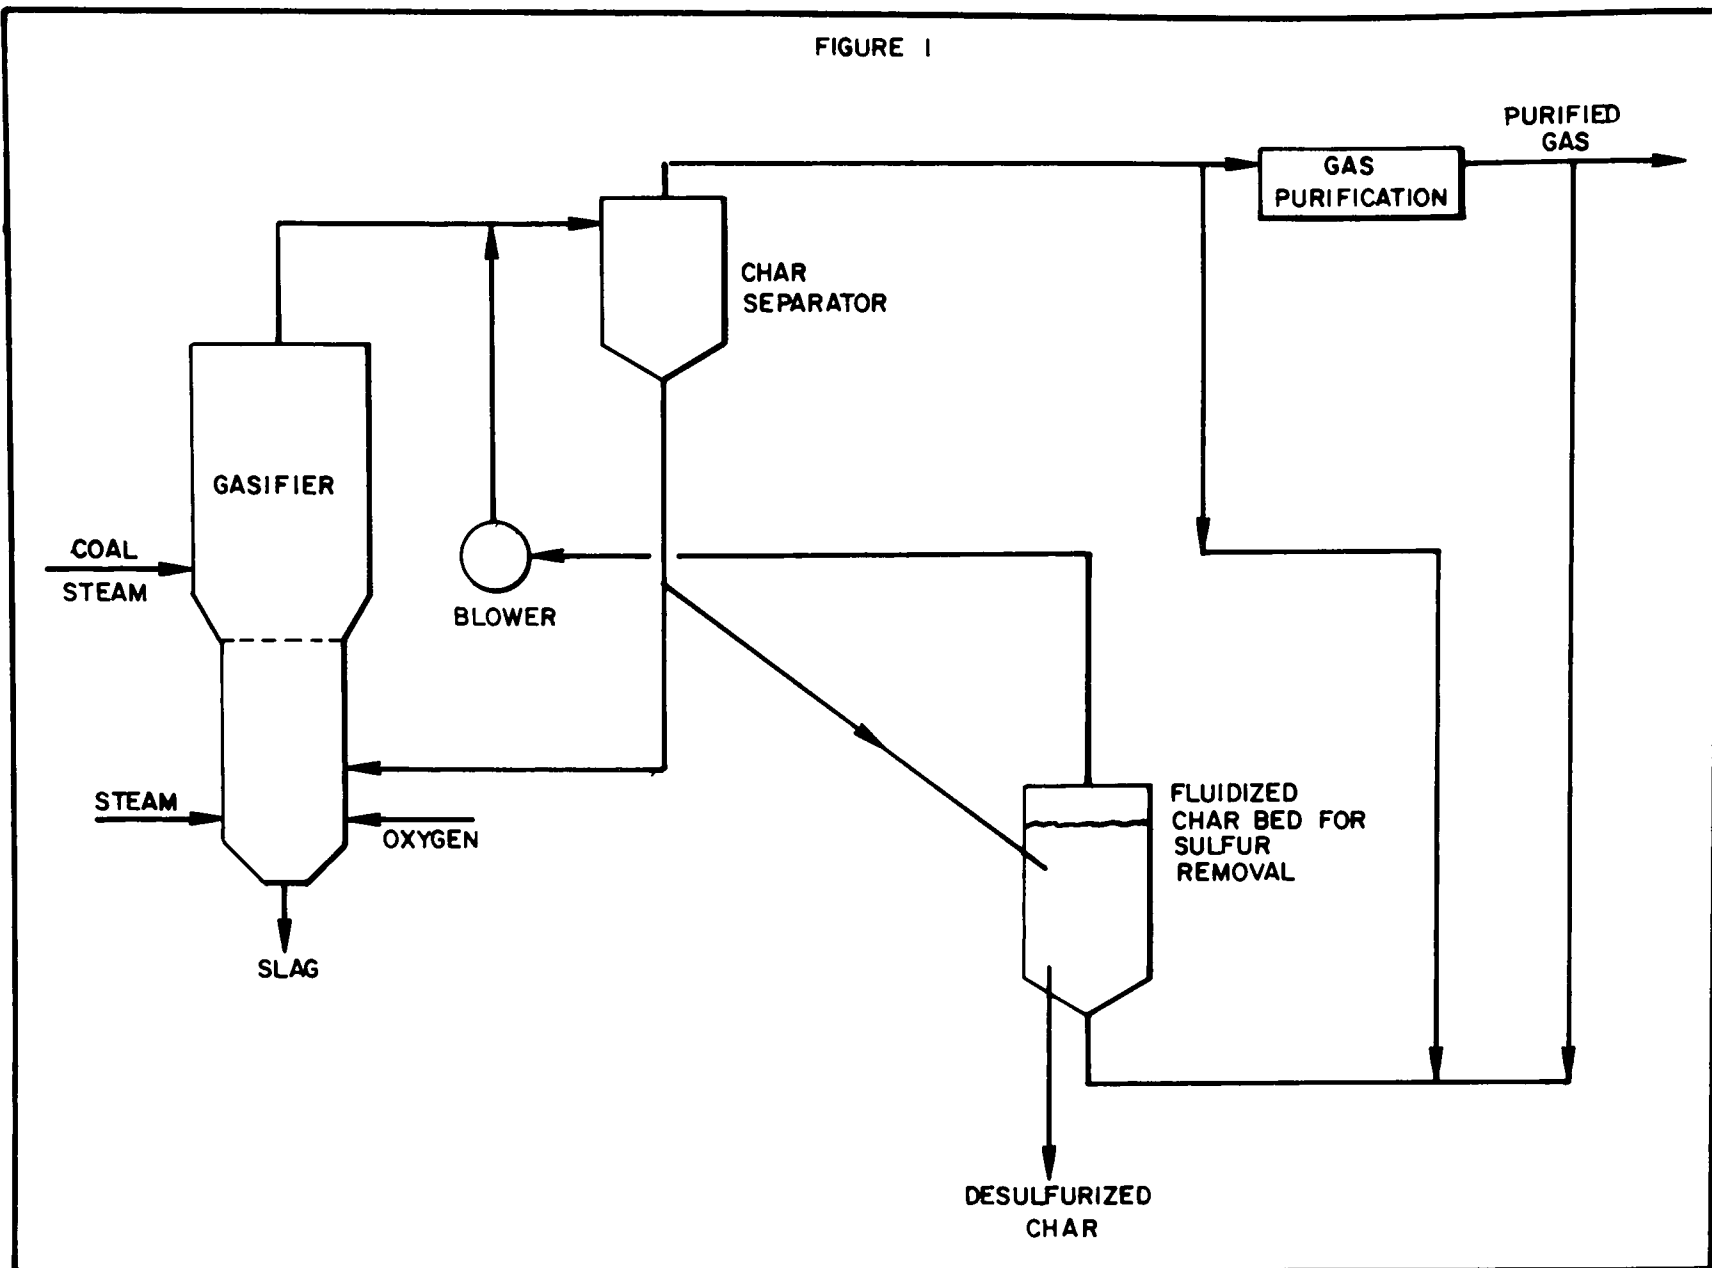 FIGURE 1
PURIFIED
GAS
GAS
PURIFICATION
CHAR
SEPARATOR
GASIFIER
COAL
STEAM
BLOWER
STEAM
OXYGEN
FLUIDIZED
CHAR BED FOR
SULFUR
REMOVAL
SLAG
DESULFURIZED
CHAR